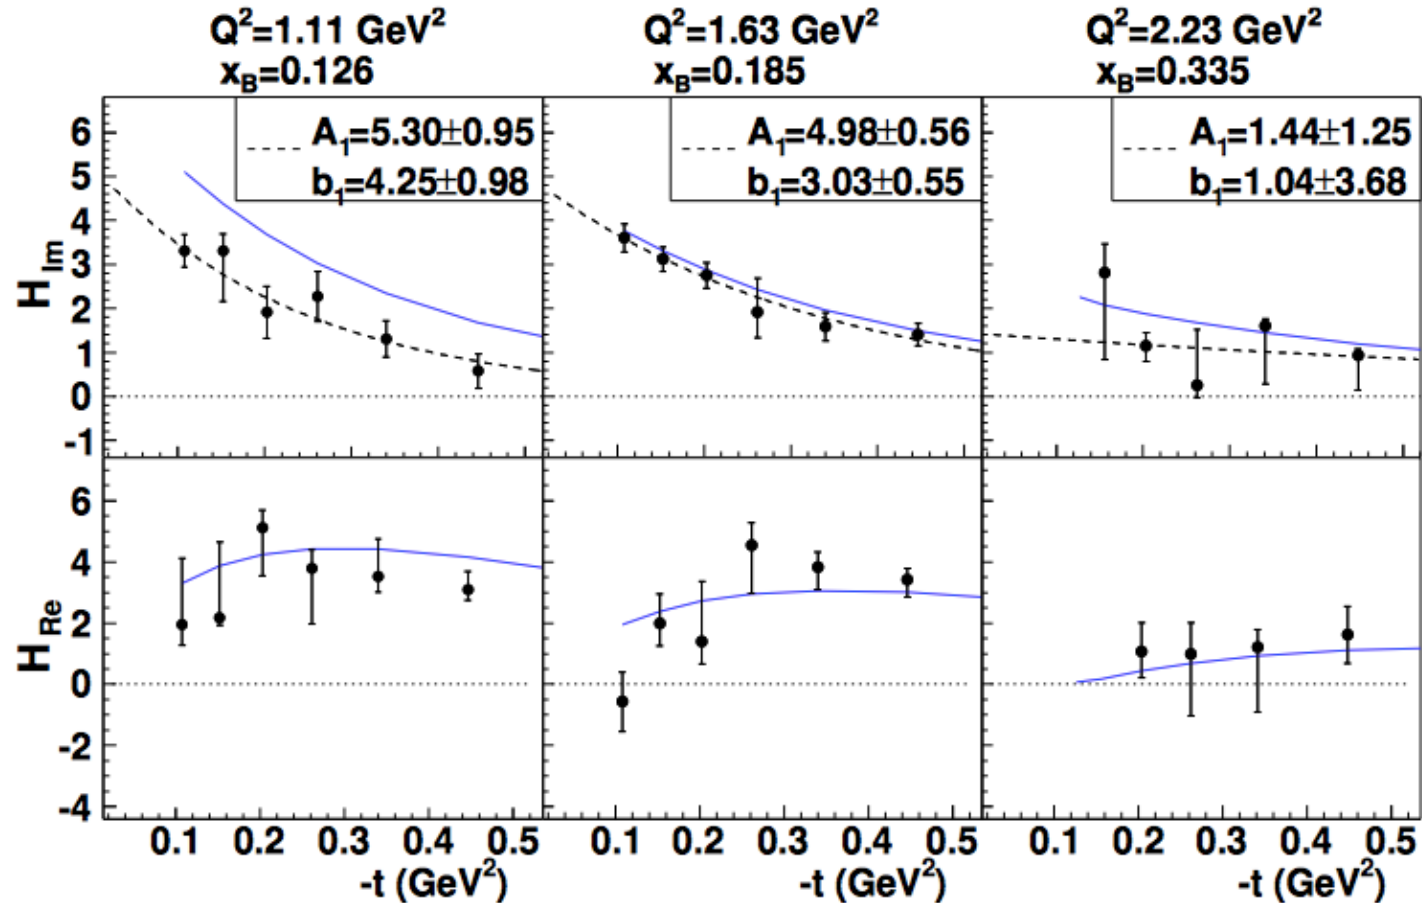 Q²=1.11 GeV² Q²=1.63 GeV² Q²=2.23 GeV²
x_B=0.126 x_B=0.185 x_B=0.335
A₁=5.30±0.95 A₁=4.98±0.56 A₁=1.44±1.25
b₁=4.25±0.98 b₁=3.03±0.55 b₁=1.04±3.68
H_Im
6
5
4
3
2
1
0
-1
H_Re
6
4
2
0
-2
-4
0.1 0.2 0.3 0.4 0.5 0.1 0.2 0.3 0.4 0.5 0.1 0.2 0.3 0.4 0.5
-t (GeV²) -t (GeV²) -t (GeV²)